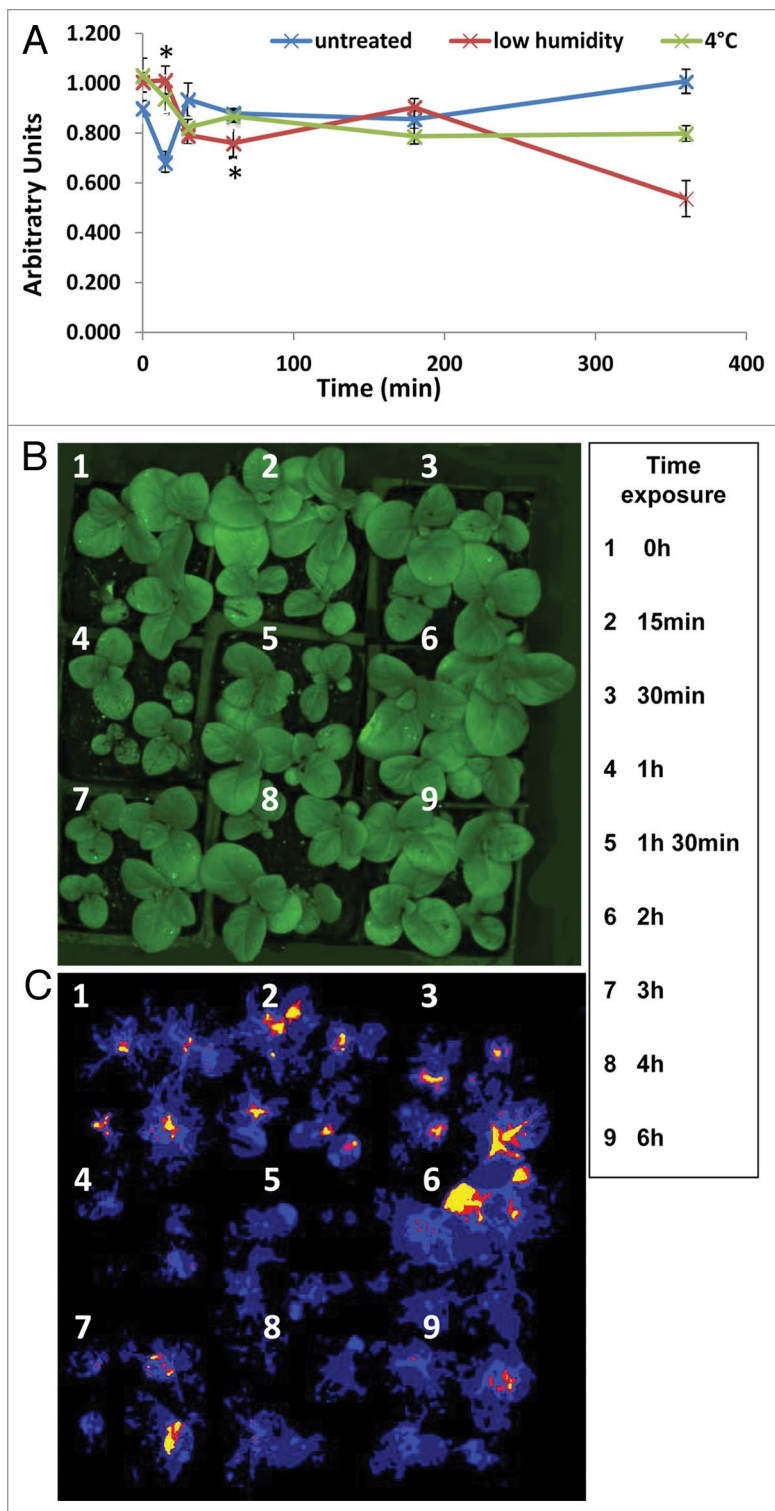 A
untreated low humidity 4°C
*
*
1.200
1.000
0.800
0.600
0.400
0.200
0.000
Arbitratry Units
0 100 200 300 400
Time (min)
B
1 2 3
4 5 6
7 8 9
Time
exposure
1 0h
2 15min
3 30min
4 1h
5 1h 30min
6 2h
7 3h
8 4h
9 6h
C
1 2 3
4 5 6
7 8 9